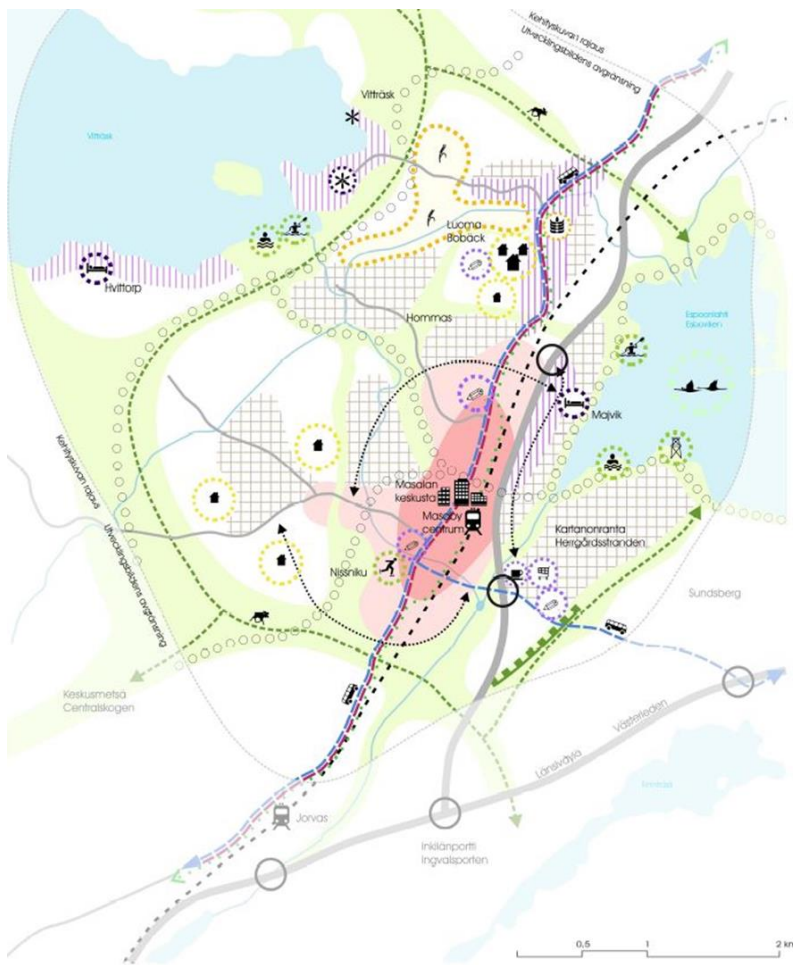 Kehityskuvan rajaus
Utvecklingsbildens avgränsning
Vitträsk
Vitträsk
Luoma
Bobäck
Hvittorp
Hommas
Espoonlahti
Esboviken
Majvik
Kehityskuvan rajaus
Utvecklingsbildens avgränsning
Masalan
keskusta
Masaby
centrum
Kartanonranta
Herrgårdsstranden
Nissniku
Sundsberg
Keskusmetsä
Centralskogen
Länsiväylä
Västerleden
Jorvas
Inkilänportti
Ingvalsporten
0,5
1
2 km